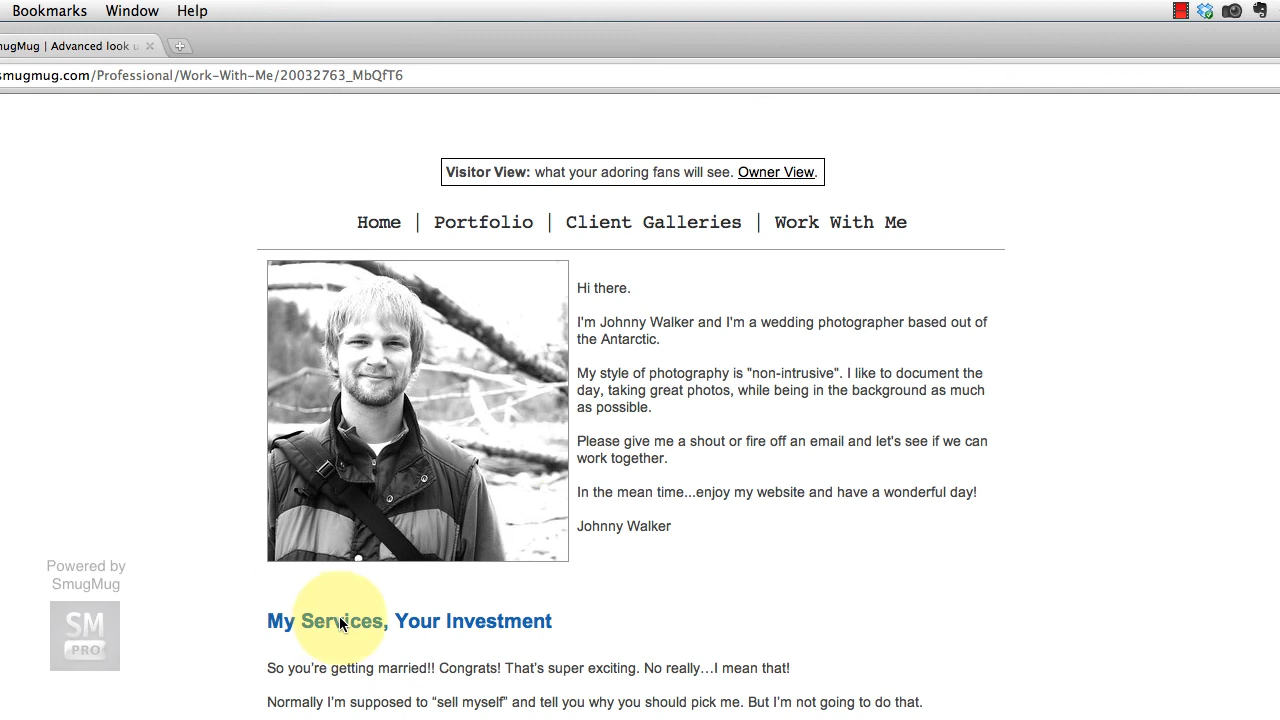 Bookmarks Window Help
mugMug | Advanced look u
smugmug.com/Professional/Work-With-Me/20032763_MbQfT6
Visitor View: what your adoring fans will see. Owner View.
Home | Portfolio | Client Galleries | Work With Me
Hi there.
I'm Johnny Walker and I'm a wedding photographer based out of
the Antarctic.
My style of photography is "non-intrusive". I like to document the
day, taking great photos, while being in the background as much
as possible.
Please give me a shout or fire off an email and let's see if we can
work together.
In the mean time...enjoy my website and have a wonderful day!
Johnny Walker
Powered by
SmugMug
SM
PRO
My Services, Your Investment
So you're getting married!! Congrats! That's super exciting. No really…I mean that!
Normally I'm supposed to “sell myself” and tell you why you should pick me. But I'm not going to do that.